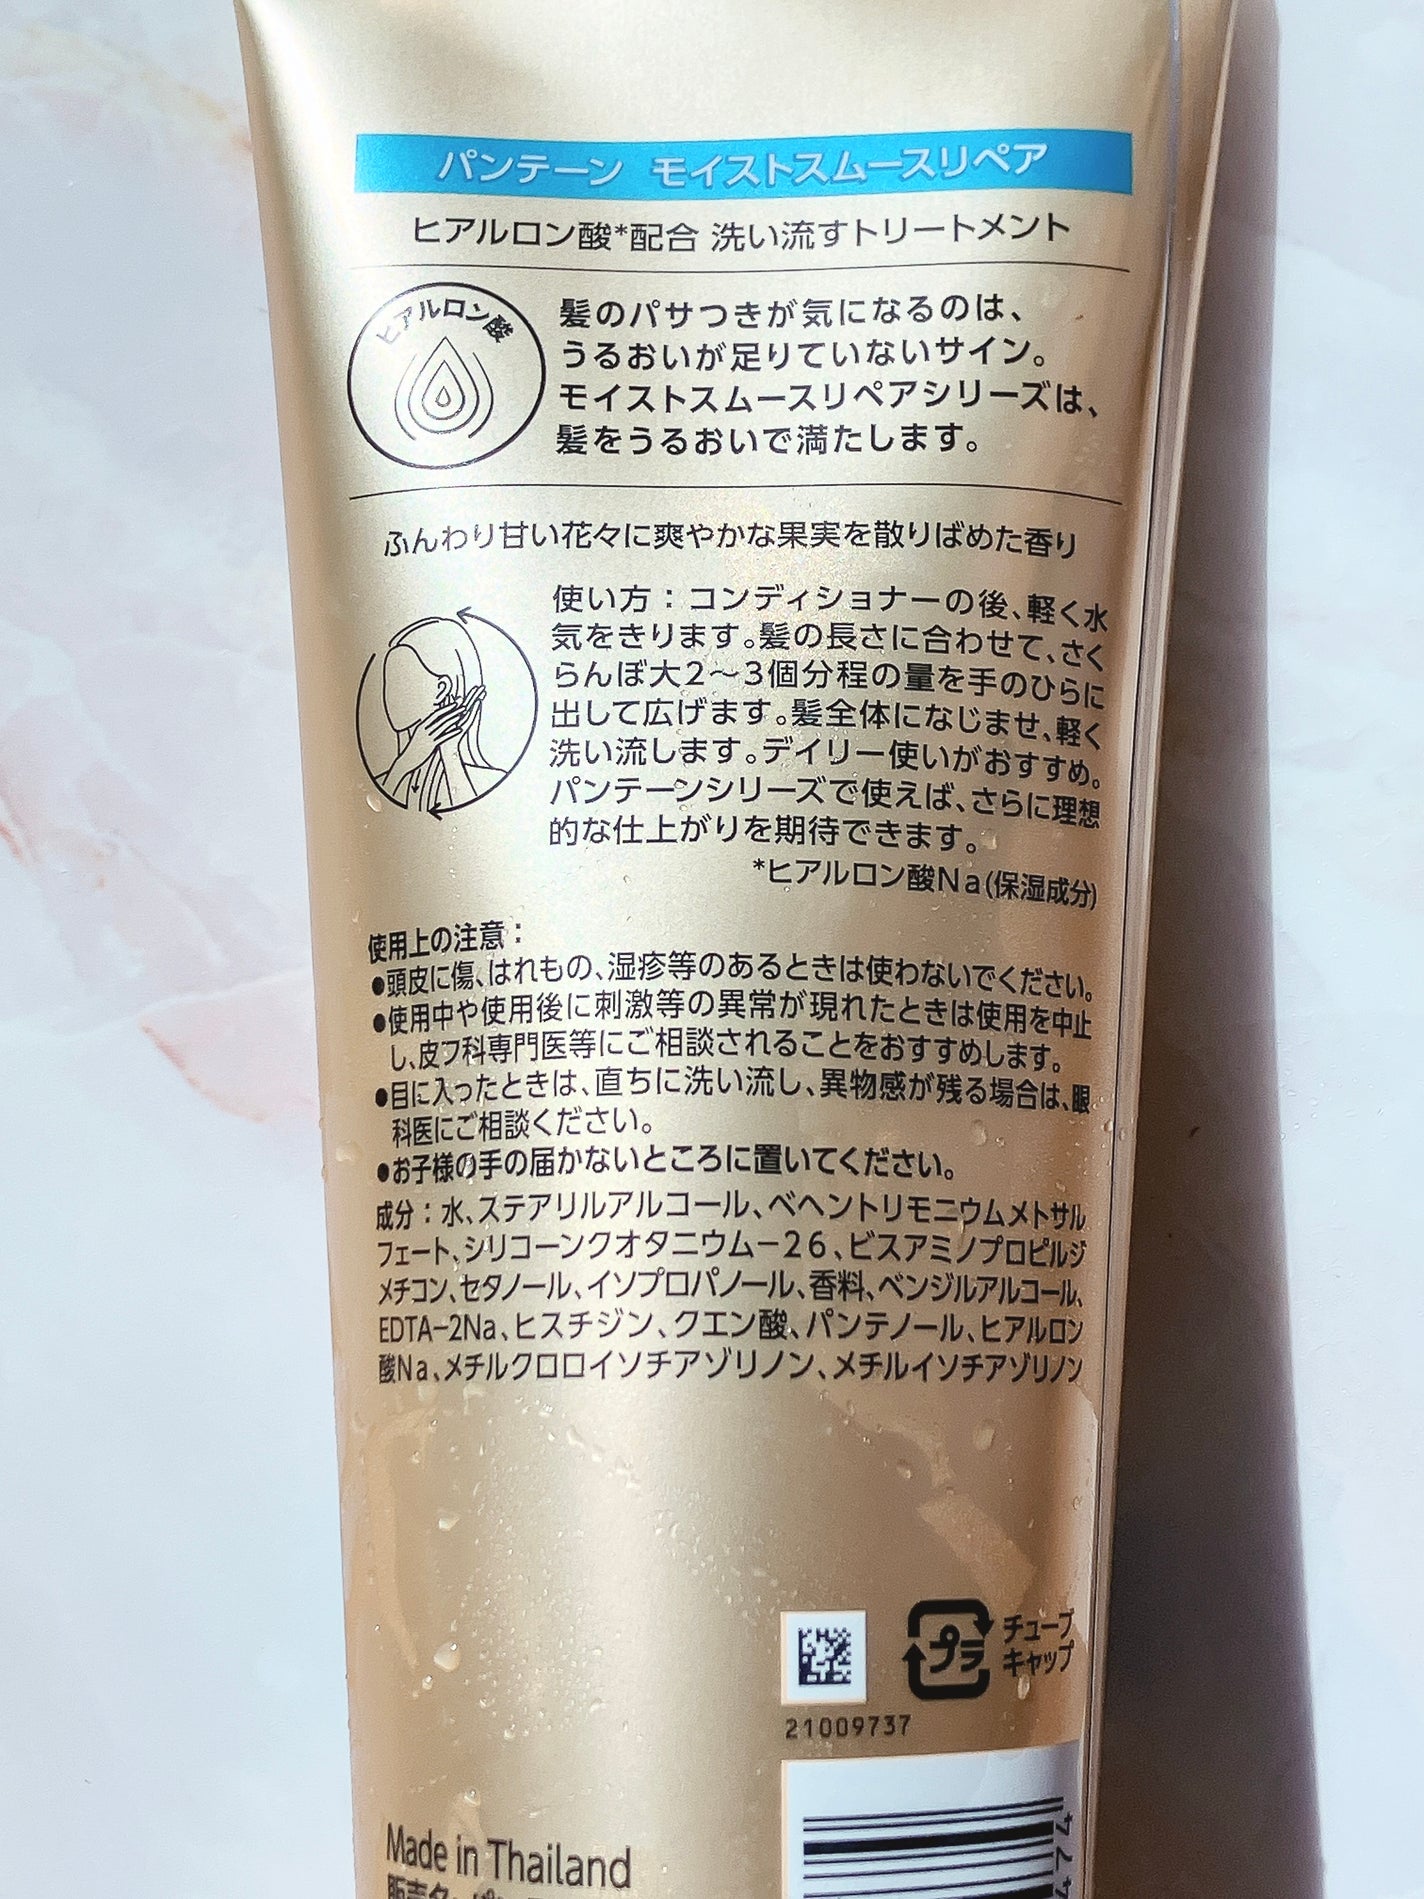 パンテーン モイストスムースリペア
ヒアルロン酸*配合 洗い流すトリートメント
ヒアルロン酸
髪のパサつきが気になるのは、
うるおいが足りていないサイン。
モイストスムースリペアシリーズは、
髪をうるおいで満たします。
ふんわり甘い花々に爽やかな果実を散りばめた香り
使い方：コンディショナーの後、軽く水
気をきります。髪の長さに合わせて、さく
らんぼ大2〜3個分程の量を手のひらに
出して広げます。髪全体になじませ、軽く
洗い流します。デイリー使いがおすすめ。
パンテーンシリーズで使えば、さらに理想
的な仕上がりを期待できます。
*ヒアルロン酸Na(保湿成分)
使用上の注意：
●頭皮に傷、はれもの、湿疹等のあるときは使わないでください。
●使用中や使用後に刺激等の異常が現れたときは使用を中止
し、皮フ科専門医等にご相談されることをおすすめします。
●目に入ったときは、直ちに洗い流し、異物感が残る場合は、眼
科医にご相談ください。
●お子様の手の届かないところに置いてください。
成分：水、ステアリルアルコール、ベヘントリモニウムメトサル
フェート、シリコーンクオタニウム−26、ビスアミノプロピルジ
メチコン、セタノール、イソプロパノール、香料、ベンジルアルコール、
EDTA−2Na、ヒスチジン、クエン酸、パンテノール、ヒアルロン
酸Na、メチルクロロイソチアゾリノン、メチルイソチアゾリノン
プラ
チューブ
キャップ
21009737
Made in Thailand